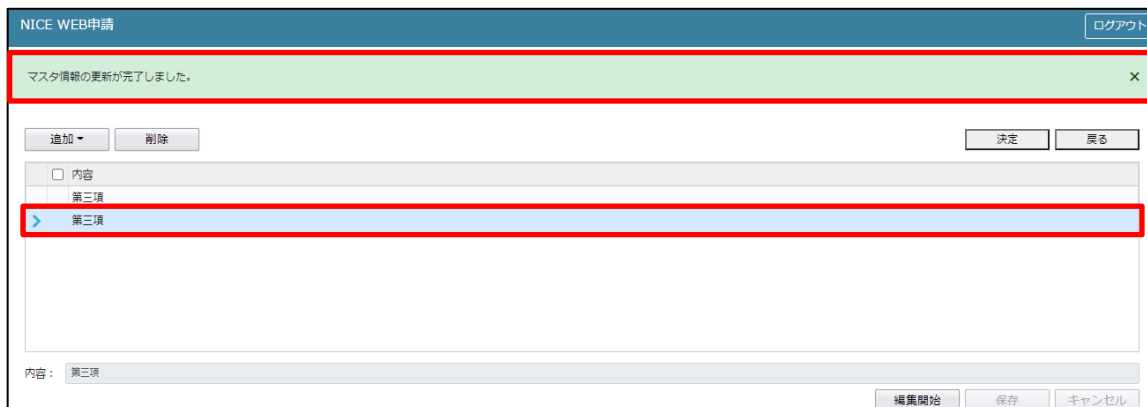 NICE WEB申請 ログアウト
マスタ情報の更新が完了しました。 ×
追加 削除 決定 戻る
内容
第三項
第三項
内容： 第三項
編集開始 保存 キャンセル